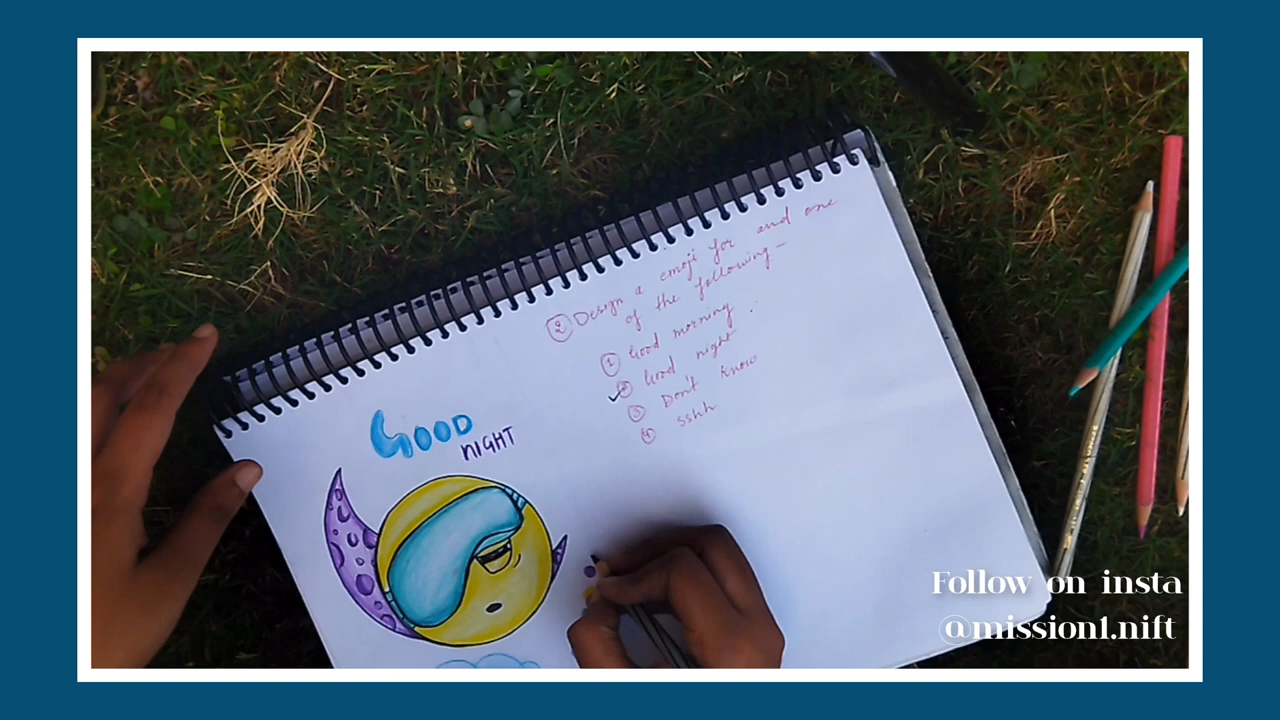 ② Design a emoji for and one
of the following -
① Good morning .
② Good night
③ Don't know
④ sshh
GOOD
NIGHT
Follow on insta
@mission1.nift